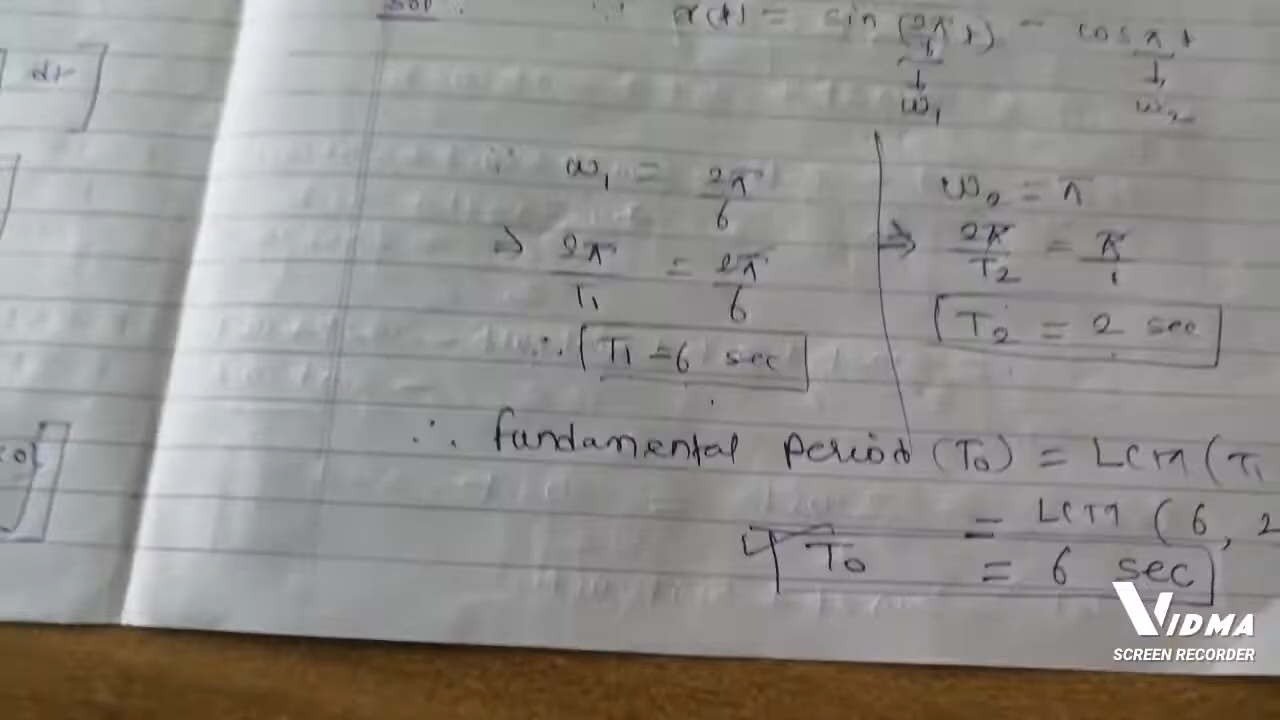 Sol
∵ x(t) = sin(2π/6 t) - cos π t
↓ ↓
ω₁ ω₂
dt
∵ ω₁ = 2π/6
⇒ 2π/T₁ = 2π/6
∴ T₁ = 6 sec
ω₂ = π
⇒ 2π/T₂ = π/1
T₂ = 2 sec
∴ fundamental period (T₀) = LCM (T₁
= LCM (6, 2
T₀ = 6 sec
VIDMA
SCREEN RECORDER